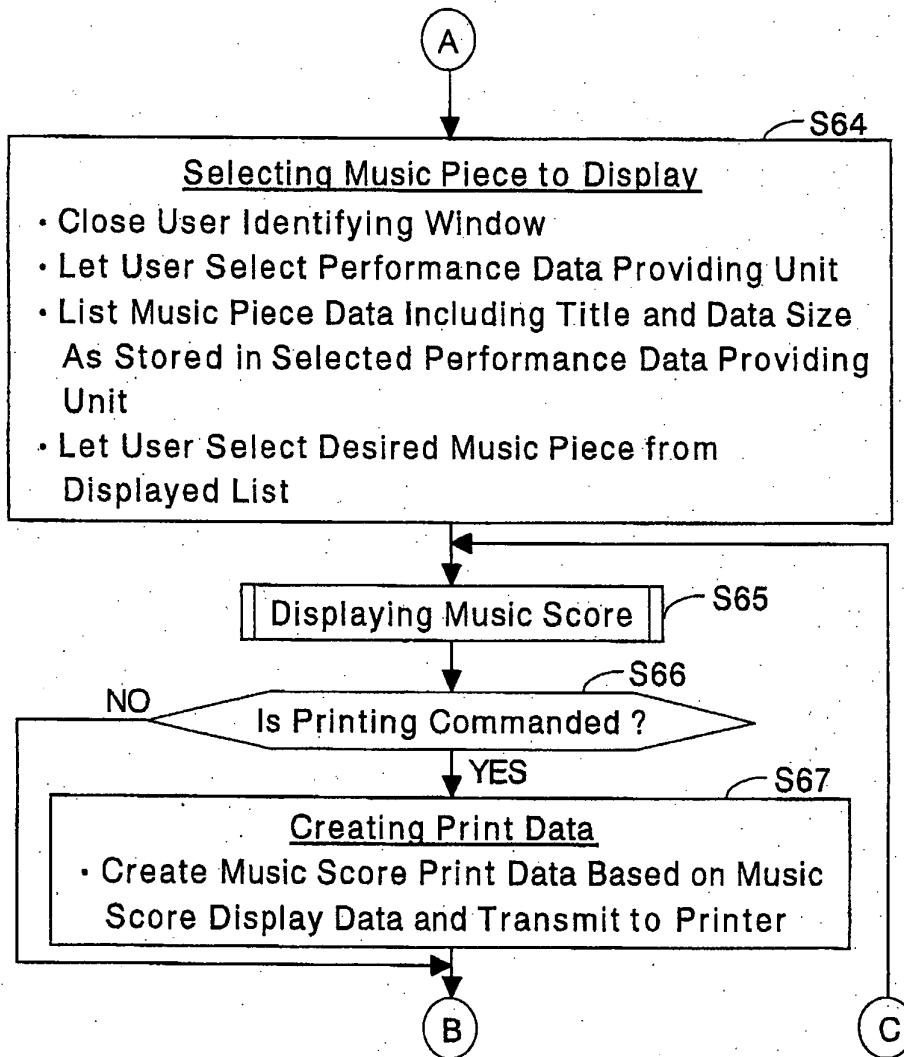 A
S64
Selecting Music Piece to Display
· Close User Identifying Window
· Let User Select Performance Data Providing Unit
· List Music Piece Data Including Title and Data Size
As Stored in Selected Performance Data Providing
Unit
· Let User Select Desired Music Piece from
Displayed List
Displaying Music Score
S65
S66
NO
Is Printing Commanded ?
YES
S67
Creating Print Data
· Create Music Score Print Data Based on Music
Score Display Data and Transmit to Printer
B
C